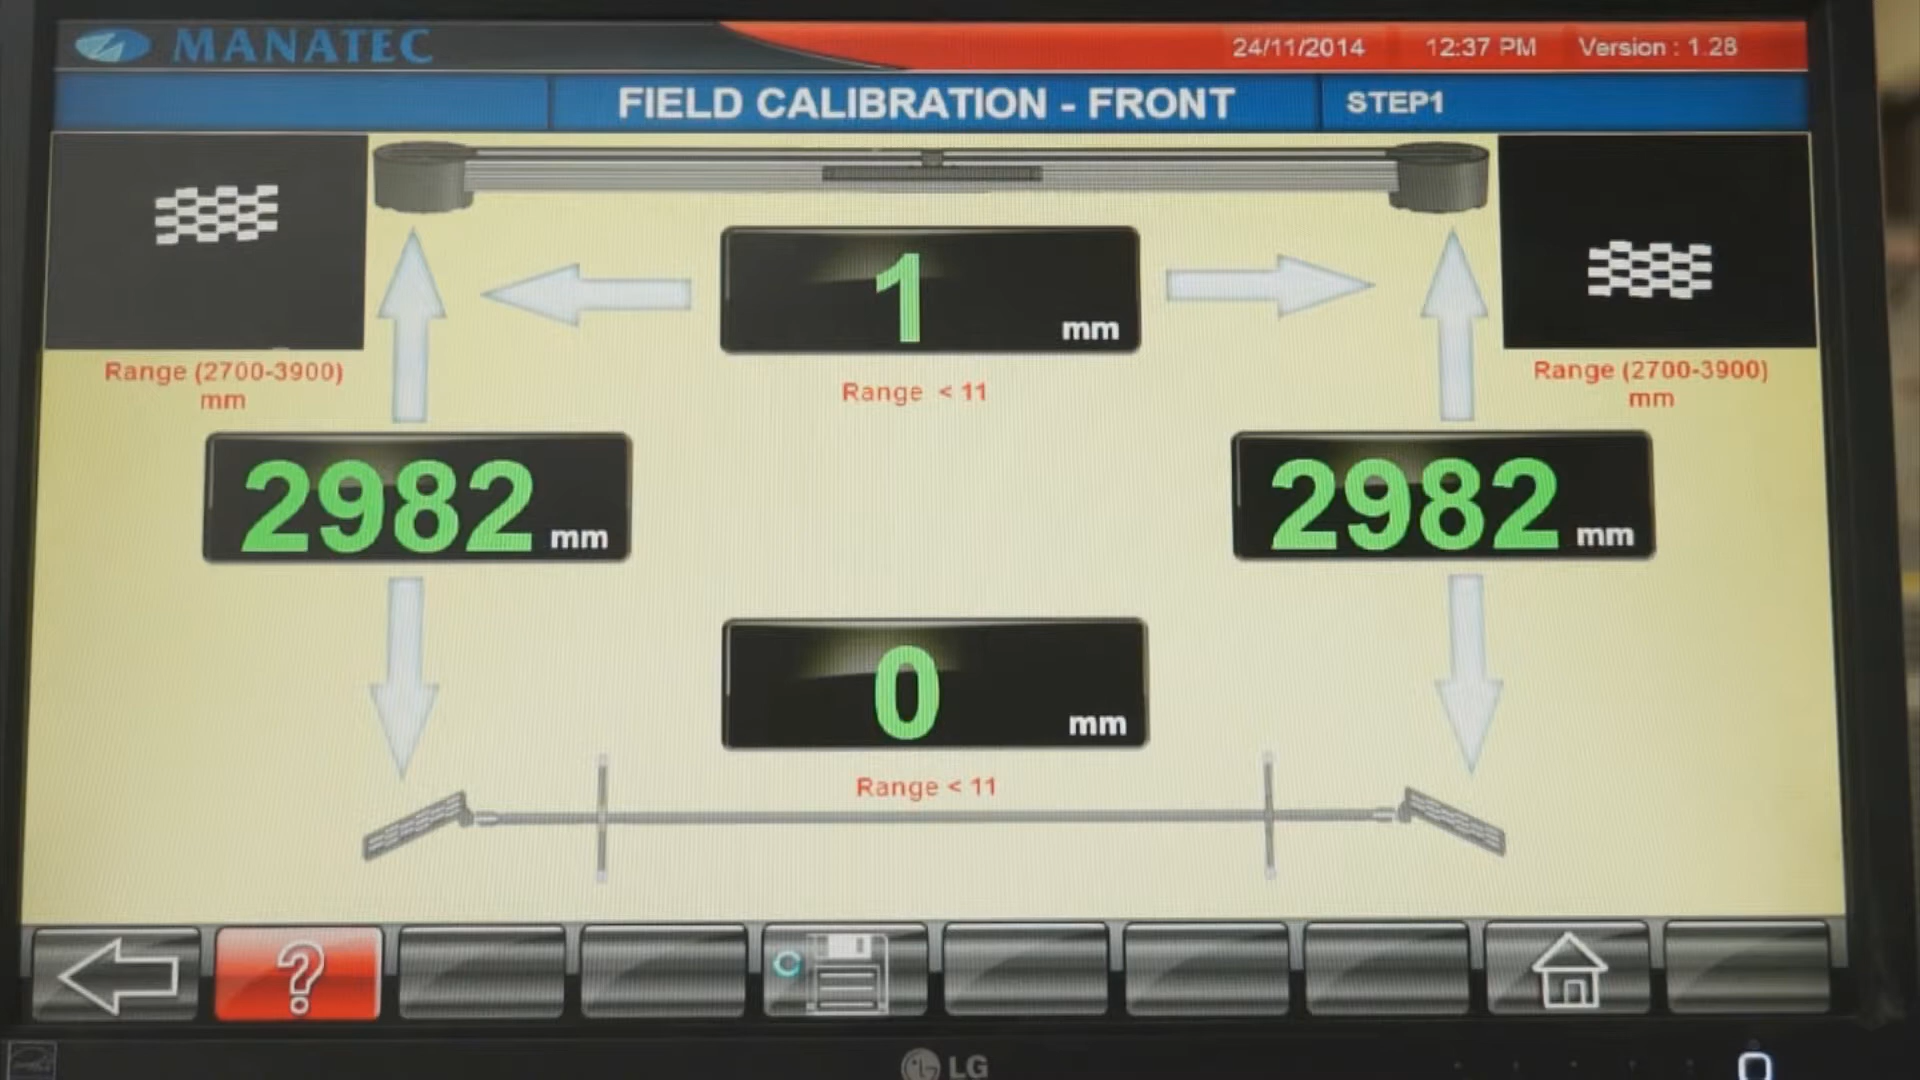 MANATEC
24/11/2014 12:37 PM Version : 1.28
FIELD CALIBRATION - FRONT STEP1
1 mm
Range (2700-3900)
mm
Range < 11
Range (2700-3900)
mm
2982 mm
2982 mm
0 mm
Range < 11
?
LG